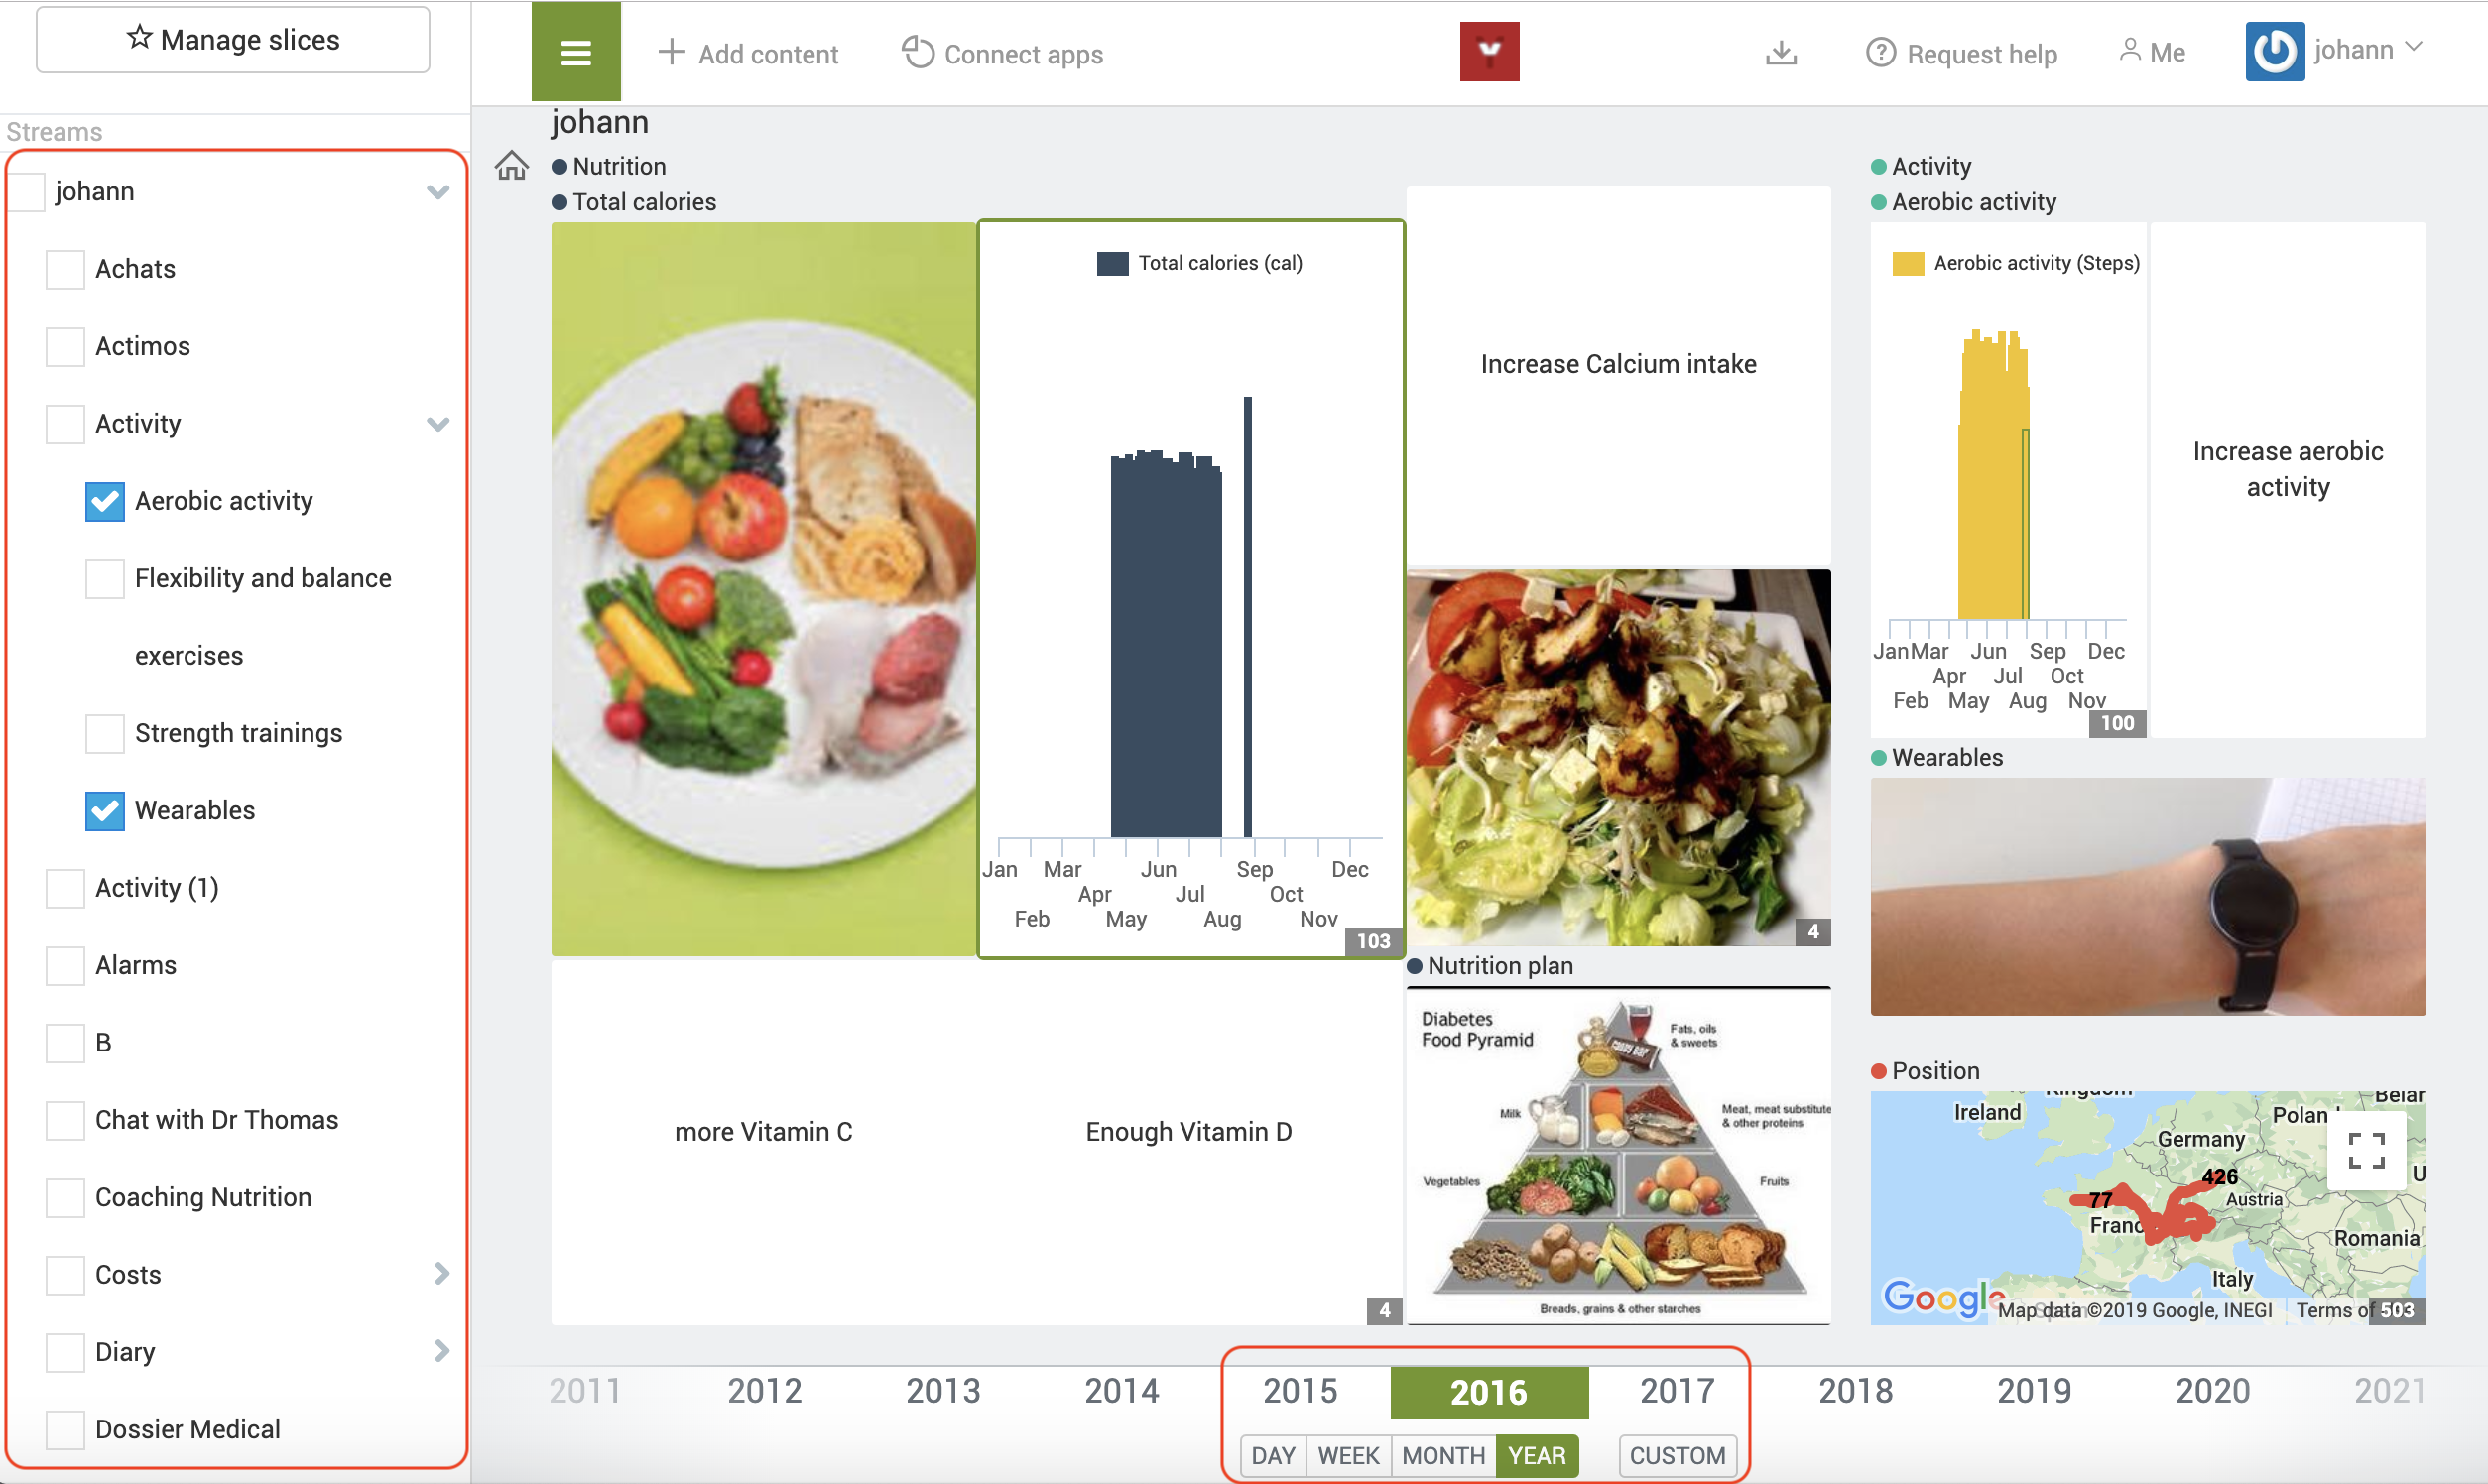 Manage slices
Add content
Connect apps
Request help
Me
johann
Streams
johann
Achats
Actimos
Activity
Aerobic activity
Flexibility and balance
exercises
Strength trainings
Wearables
Activity (1)
Alarms
B
Chat with Dr Thomas
Coaching Nutrition
Costs
Diary
Dossier Medical
johann
Nutrition
Total calories
Total calories (cal)
Jan Mar Jun Sep Dec
Apr Jul Oct
Feb May Aug Nov
103
Increase Calcium intake
4
more Vitamin C
Enough Vitamin D
4
Nutrition plan
Diabetes
Food Pyramid
Fats, oils
& sweets
CANDY BAR
Milk
Meat, meat substitute
& other proteins
Vegetables
Fruits
Breads, grains & other starches
Activity
Aerobic activity
Aerobic activity (Steps)
Jan Mar Jun Sep Dec
Apr Jul Oct
Feb May Aug Nov
100
Increase aerobic
activity
Wearables
Position
Ireland
Germany
426
Austria
77
Franc
Romania
Italy
Google
Map data ©2019 Google, INEGI
Terms of
503
2011 2012 2013 2014 2015 2016 2017 2018 2019 2020 2021
DAY WEEK MONTH YEAR CUSTOM